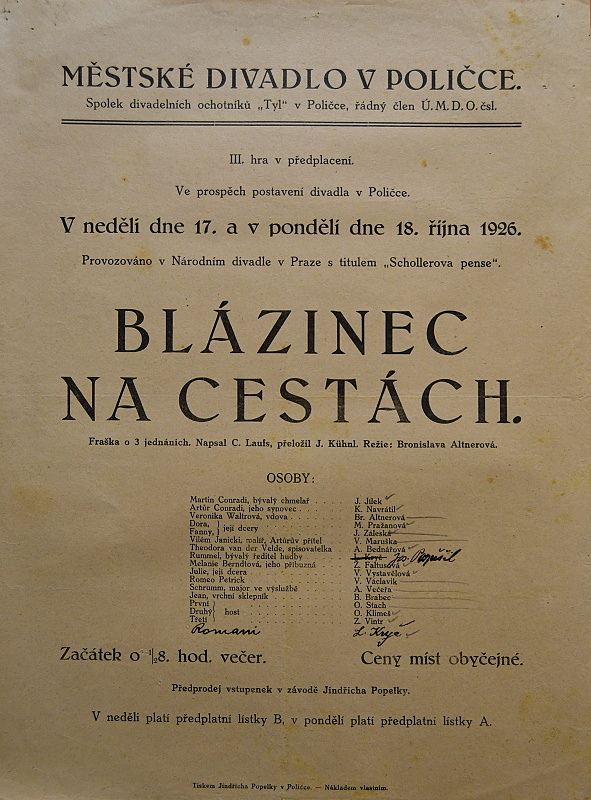 MĚSTSKÉ DIVADLO V POLIČCE.
Spolek divadelních ochotníků „Tyl“ v Poličce, řádný člen Ú. M. D. O. čsl.
III. hra v předplacení.
Ve prospěch postavení divadla v Poličce.
V neděli dne 17. a v pondělí dne 18. října 1926.
Provozováno v Národním divadle v Praze s titulem „Schollerova pense“.
BLÁZINEC
NA CESTÁCH.
Fraška o 3 jednáních. Napsal C. Laufs, přeložil J. Kühnl. Režie: Bronislava Altnerová.
OSOBY:
Martin Conradi, bývalý chmelař . . . . . J. Jílek
Artúr Conradi, jeho synovec . . . . . K. Navrátil
Veronika Waltrová, vdova . . . . . Br. Altnerová
Dora, } její dcery . . . . . M. Pražanová
Fanny, } . . . . . J. Záleská
Vilém Janicki, malíř, Artúrův přítel . . . . . V. Maruška
Theodora van der Velde, spisovatelka . . . . . A. Bednářová
Rummel, bývalý ředitel hudby . . . . . L. Kryč Jos.
Melanie Berndtová, jeho příbuzná . . . . . Z. Faltusová
Julie, její dcera . . . . . V. Vystavělová
Romeo Petrick . . . . . V. Václavík
Schrumm, major ve výslužbě . . . . . A. Večeřa
Jean, vrchní sklepník . . . . . B. Brabec
První } . . . . . O. Stach
Druhý } host . . . . . O. Klimeš
Třetí } . . . . . Z. Vintr
Romani L. Kryč
Začátek o ½8. hod. večer. Ceny míst obyčejné.
Předprodej vstupenek v závodě Jindřicha Popelky.
V neděli platí předplatní lístky B, v pondělí platí předplatní lístky A.
Tiskem Jindřicha Popelky v Poličce. — Nákladem vlastním.